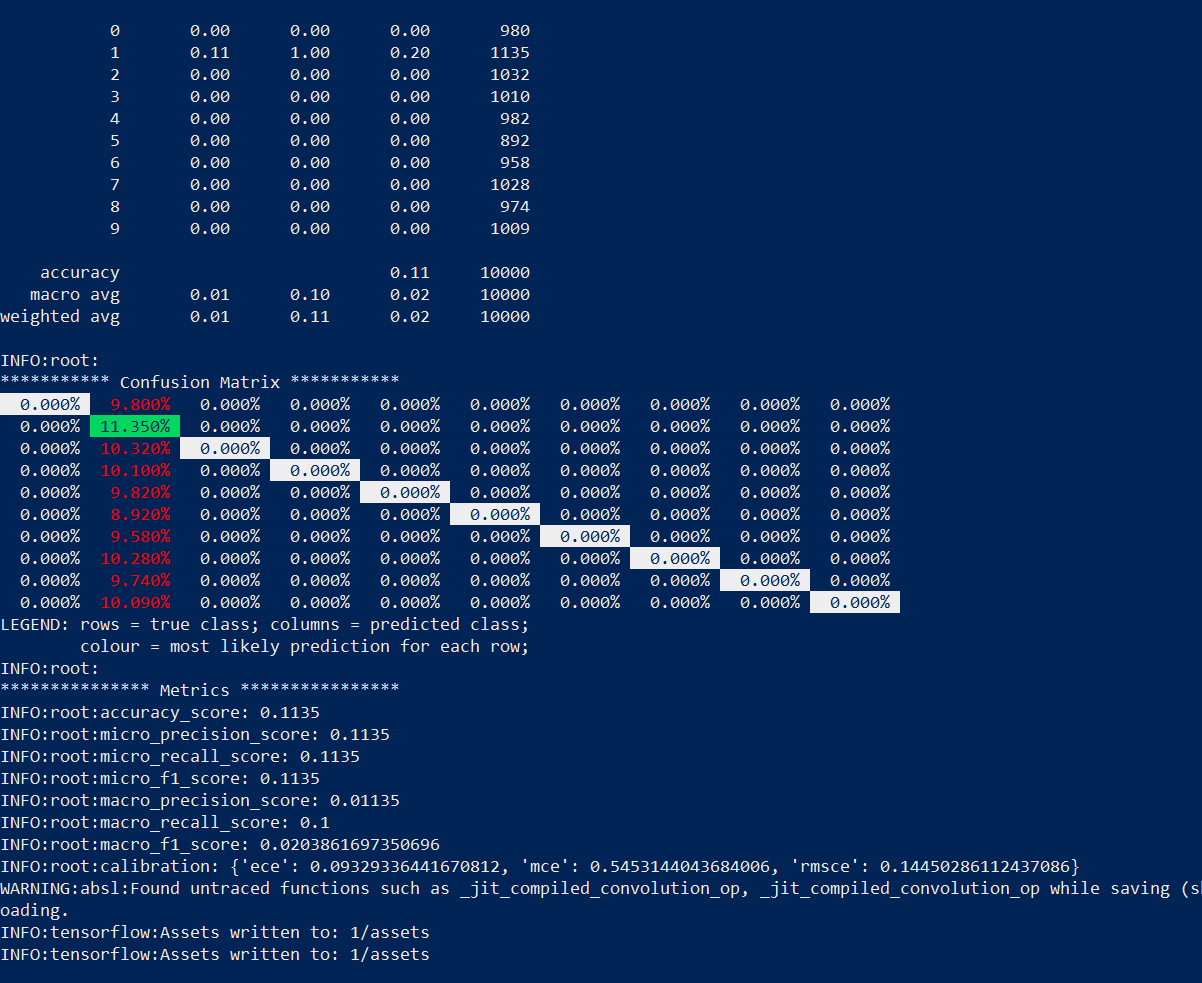 0 0.00 0.00 0.00 980
1 0.11 1.00 0.20 1135
2 0.00 0.00 0.00 1032
3 0.00 0.00 0.00 1010
4 0.00 0.00 0.00 982
5 0.00 0.00 0.00 892
6 0.00 0.00 0.00 958
7 0.00 0.00 0.00 1028
8 0.00 0.00 0.00 974
9 0.00 0.00 0.00 1009
accuracy 0.11 10000
macro avg 0.01 0.10 0.02 10000
weighted avg 0.01 0.11 0.02 10000
INFO:root:
*********** Confusion Matrix ***********
0.000% 9.800% 0.000% 0.000% 0.000% 0.000% 0.000% 0.000% 0.000% 0.000%
0.000% 11.350% 0.000% 0.000% 0.000% 0.000% 0.000% 0.000% 0.000% 0.000%
0.000% 10.320% 0.000% 0.000% 0.000% 0.000% 0.000% 0.000% 0.000% 0.000%
0.000% 10.100% 0.000% 0.000% 0.000% 0.000% 0.000% 0.000% 0.000% 0.000%
0.000% 9.820% 0.000% 0.000% 0.000% 0.000% 0.000% 0.000% 0.000% 0.000%
0.000% 8.920% 0.000% 0.000% 0.000% 0.000% 0.000% 0.000% 0.000% 0.000%
0.000% 9.580% 0.000% 0.000% 0.000% 0.000% 0.000% 0.000% 0.000% 0.000%
0.000% 10.280% 0.000% 0.000% 0.000% 0.000% 0.000% 0.000% 0.000% 0.000%
0.000% 9.740% 0.000% 0.000% 0.000% 0.000% 0.000% 0.000% 0.000% 0.000%
0.000% 10.090% 0.000% 0.000% 0.000% 0.000% 0.000% 0.000% 0.000% 0.000%
LEGEND: rows = true class; columns = predicted class;
colour = most likely prediction for each row;
INFO:root:
*************** Metrics ****************
INFO:root:accuracy_score: 0.1135
INFO:root:micro_precision_score: 0.1135
INFO:root:micro_recall_score: 0.1135
INFO:root:micro_f1_score: 0.1135
INFO:root:macro_precision_score: 0.01135
INFO:root:macro_recall_score: 0.1
INFO:root:macro_f1_score: 0.0203861697350696
INFO:root:calibration: {'ece': 0.09329336441670812, 'mce': 0.5453144043684006, 'rmsce': 0.14450286112437086}
WARNING:absl:Found untraced functions such as _jit_compiled_convolution_op, _jit_compiled_convolution_op while saving (s
oading.
INFO:tensorflow:Assets written to: 1/assets
INFO:tensorflow:Assets written to: 1/assets